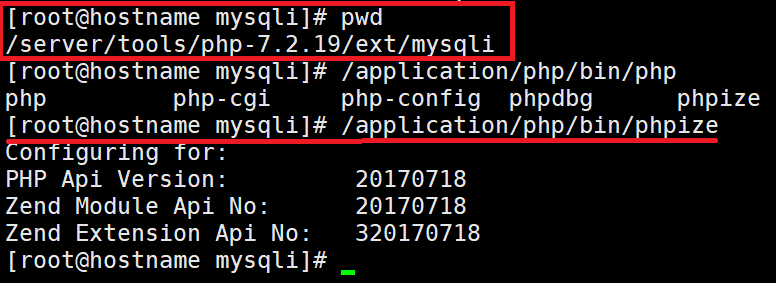 [root@hostname mysqli]# pwd
/server/tools/php-7.2.19/ext/mysqli
[root@hostname mysqli]# /application/php/bin/php
php         php-cgi     php-config  phpdbg      phpize
[root@hostname mysqli]# /application/php/bin/phpize
Configuring for:
PHP Api Version:         20170718
Zend Module Api No:      20170718
Zend Extension Api No:   320170718
[root@hostname mysqli]#